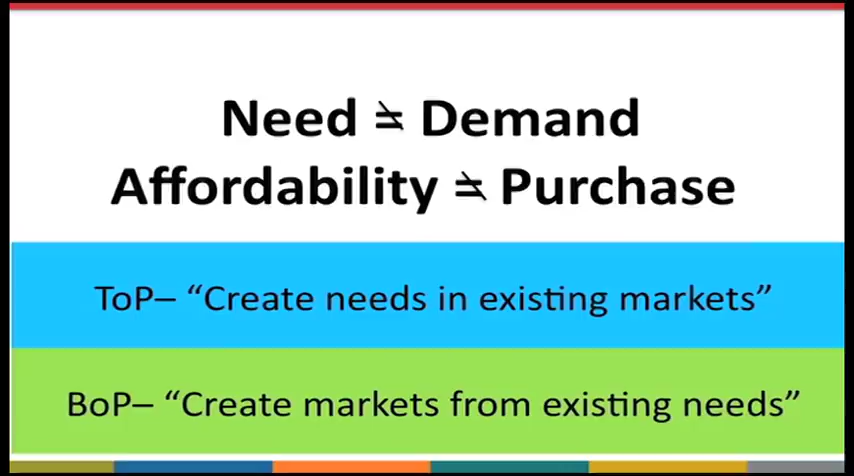 Need ≠ Demand
Affordability ≠ Purchase
ToP– “Create needs in existing markets”
BoP– “Create markets from existing needs”